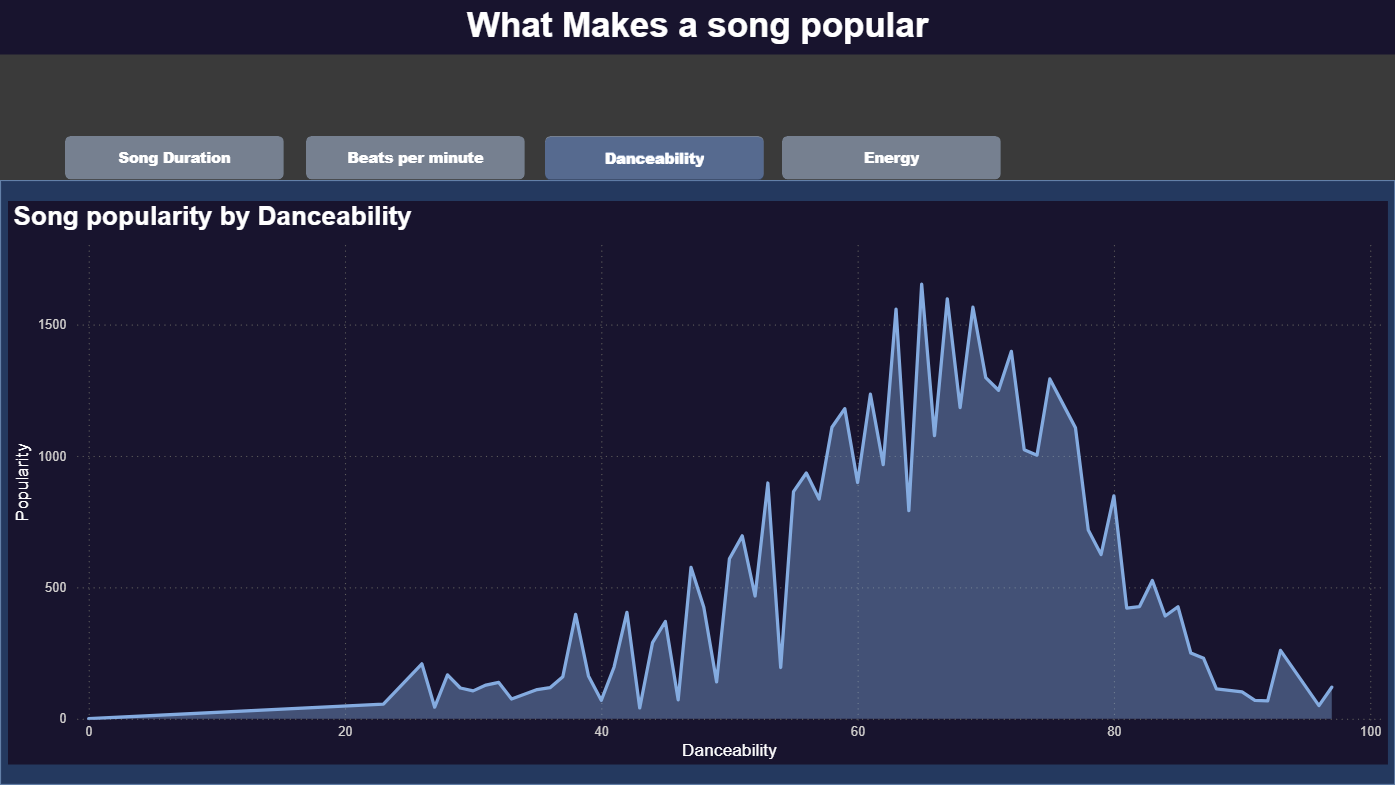 What Makes a song popular
Song Duration
Beats per minute
Danceability
Energy
Song popularity by Danceability
1500
1000
500
0
Popularity
0 20 40 60 80 100
Danceability